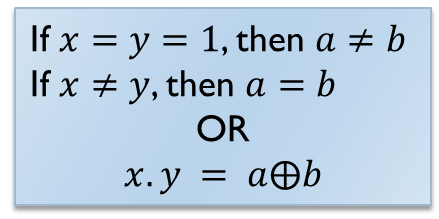 If x = y = 1, then a ≠ b
If x ≠ y, then a = b
OR
x. y = a⊕b